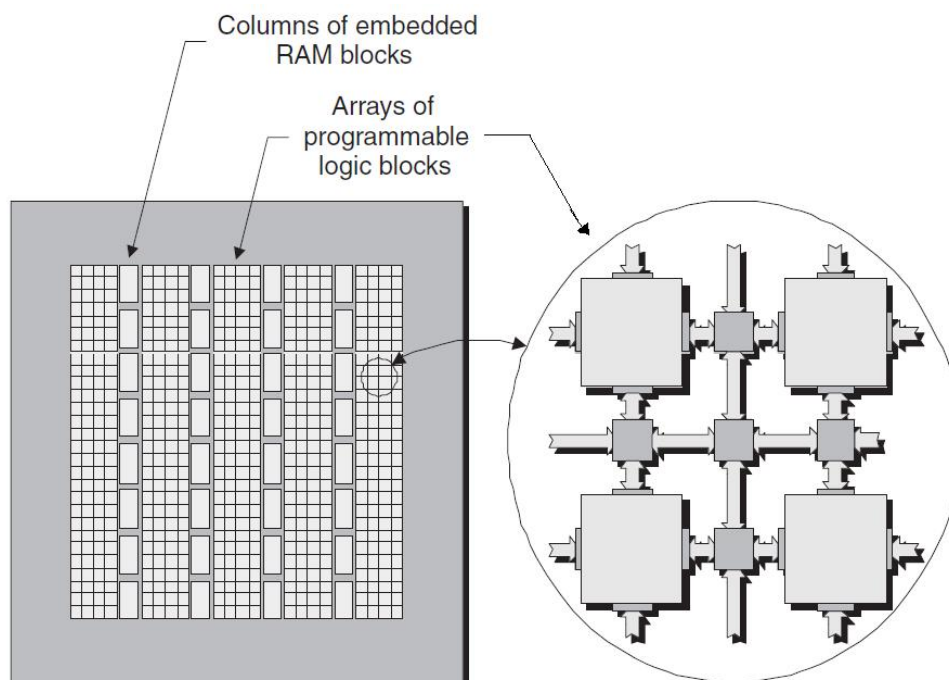 Columns of embedded
RAM blocks
Arrays of
programmable
logic blocks